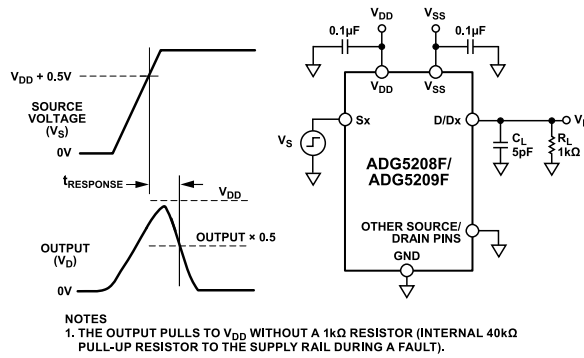 V_DD + 0.5V
SOURCE
VOLTAGE
(V_S)
0V
t_RESPONSE
V_DD
OUTPUT × 0.5
OUTPUT
(V_D)
0V
0.1µF
V_DD
V_SS
0.1µF
V_DD
V_SS
V_S
Sx
D/Dx
C_L
5pF
R_L
1kΩ
ADG5208F/
ADG5209F
OTHER SOURCE/
DRAIN PINS
GND
NOTES
1. THE OUTPUT PULLS TO V_DD WITHOUT A 1kΩ RESISTOR (INTERNAL 40kΩ
PULL-UP RESISTOR TO THE SUPPLY RAIL DURING A FAULT).